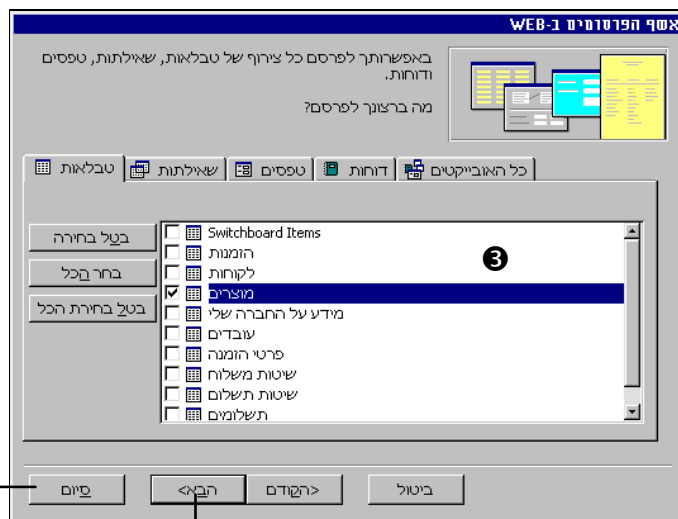 אשף הפרסומים ב-WEB
באפשרותך לפרסם כל צירוף של טבלאות, שאילתות, טפסים
ודוחות.
מה ברצונך לפרסם?
טבלאות שאילתות טפסים דוחות כל האובייקטים
בטל בחירה
בחר הכל
בטל בחירת הכל
Switchboard Items
הזמנות
לקוחות
מוצרים
מידע על החברה שלי
עובדים
פרטי הזמנה
שיטות משלוח
שיטות תשלום
תשלומים
❸
סיום הבא> <הקודם ביטול